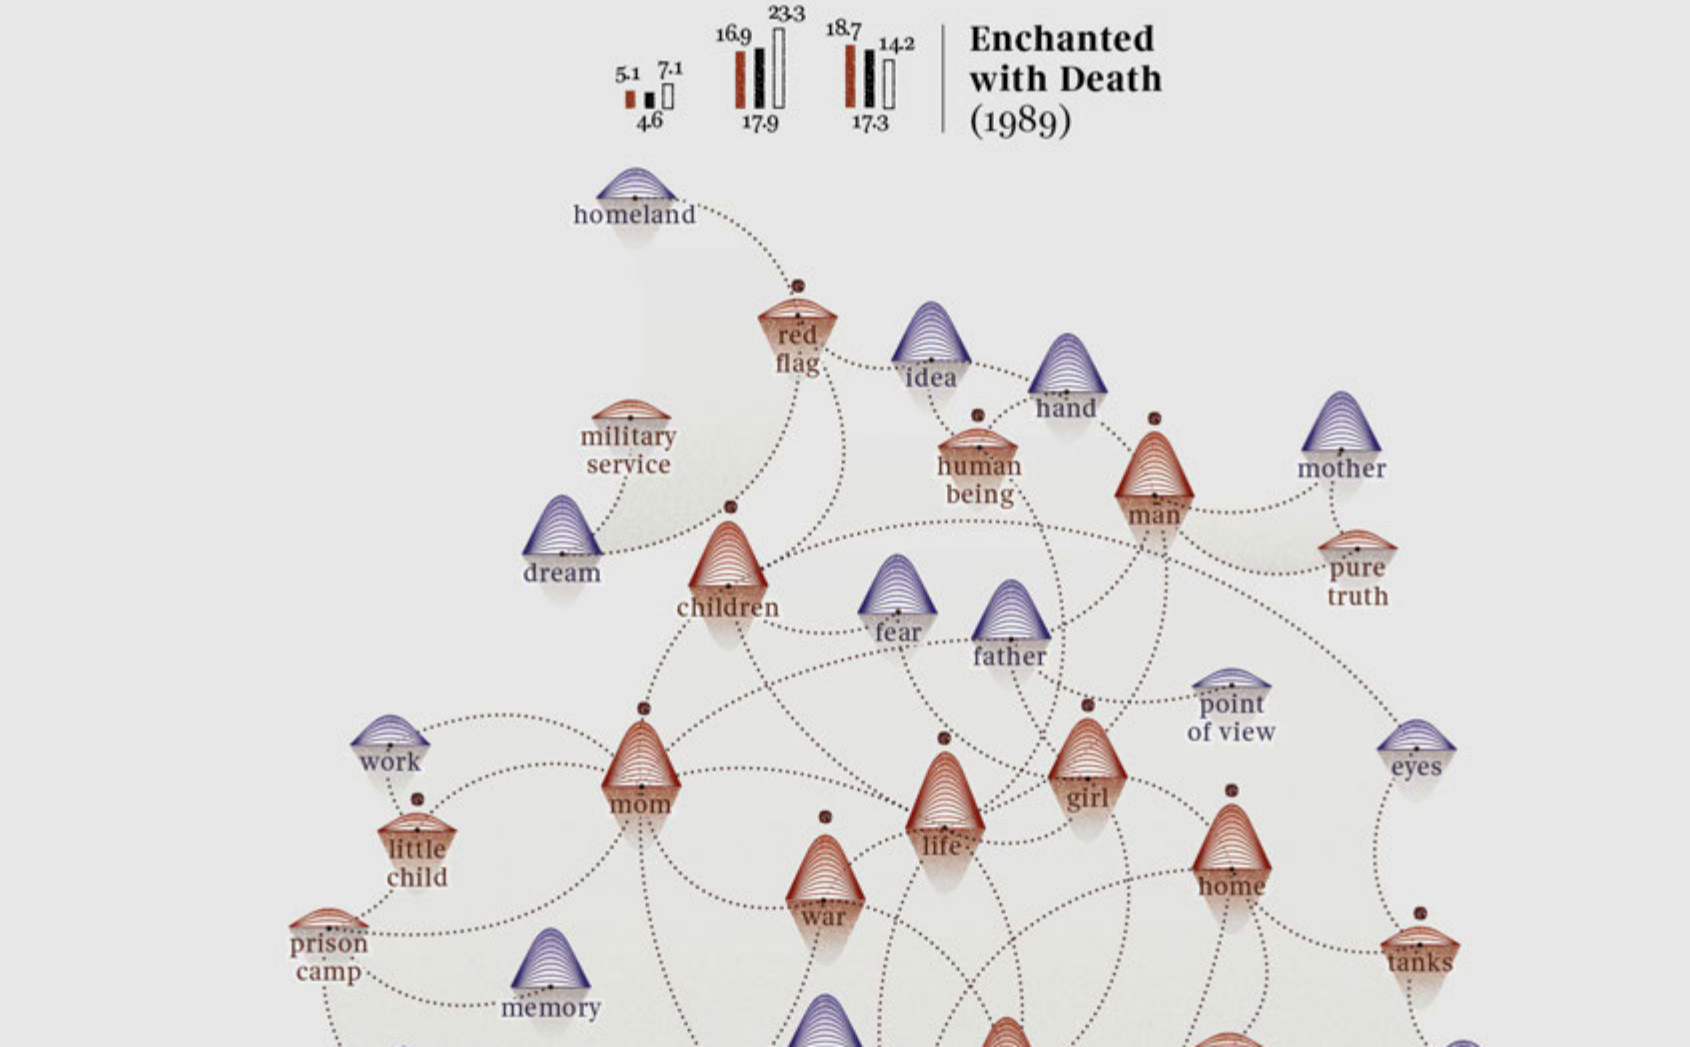 23.3
16.9
18.7
14.2
5.1
7.1
4.6
17.9
17.3
Enchanted
with Death
(1989)
homeland
red
flag
idea
hand
military
service
human
being
mother
man
dream
pure
truth
children
fear
father
point
of view
work
eyes
mom
girl
little
child
life
home
war
prison
camp
tanks
memory